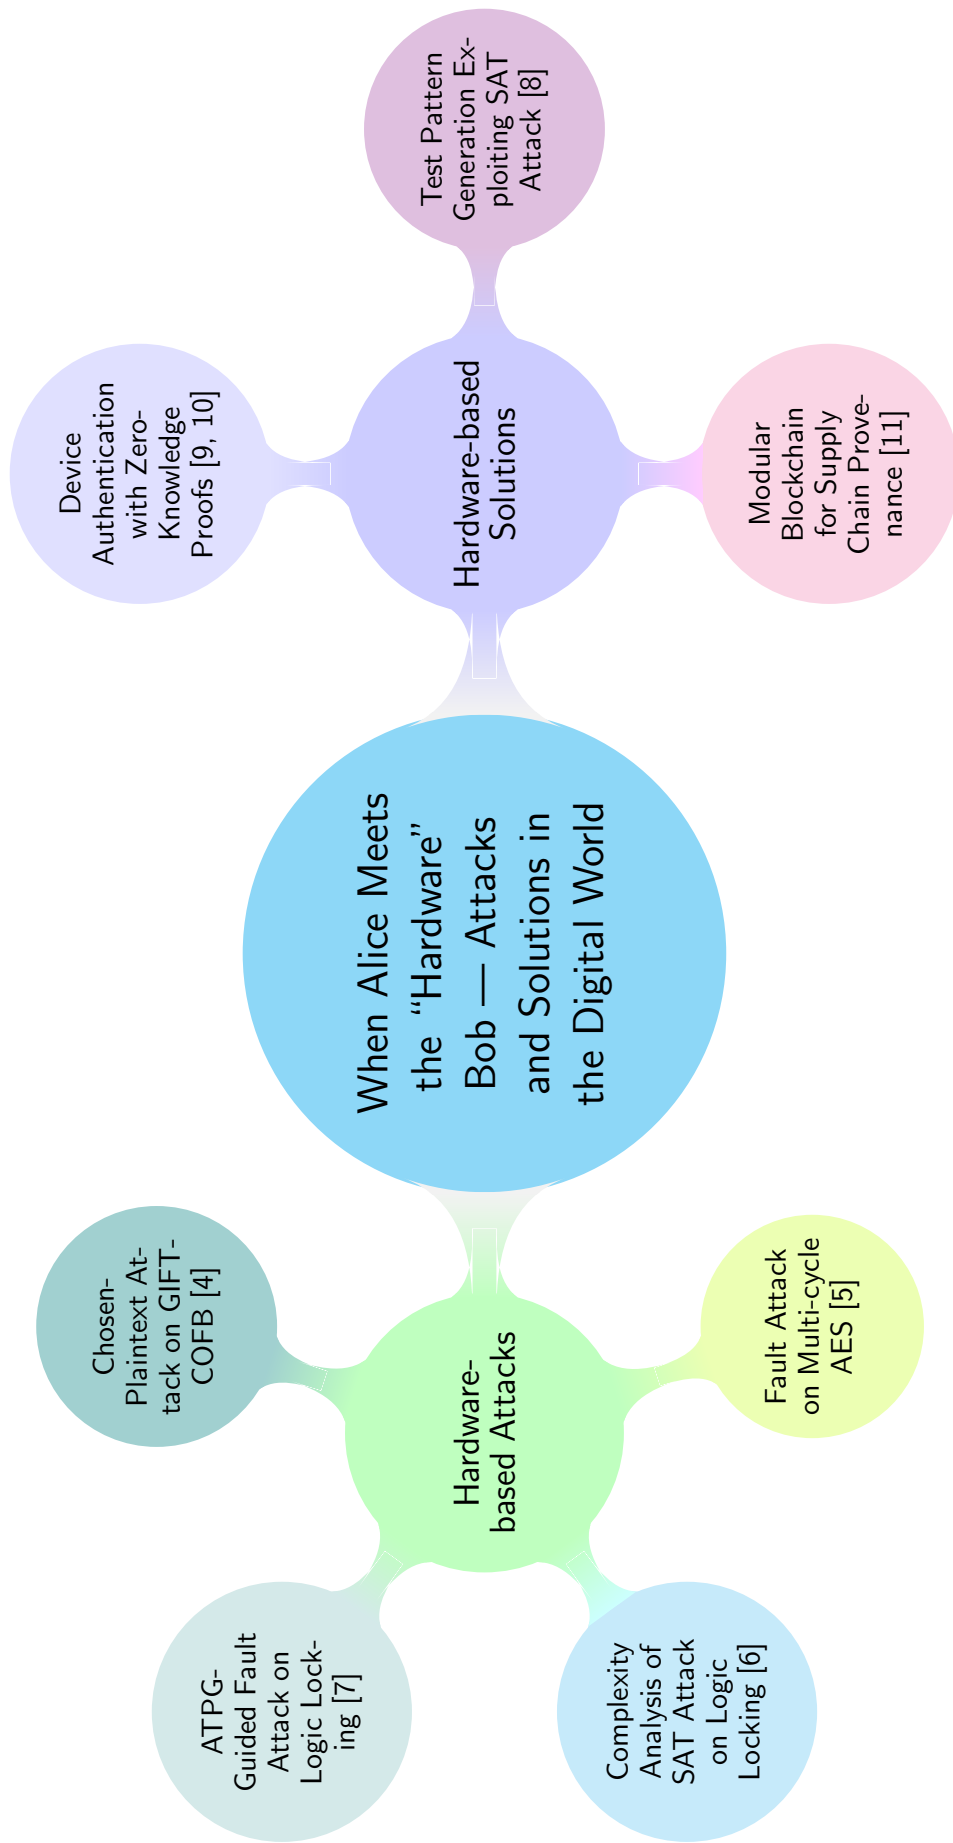 When Alice Meets
the “Hardware”
Bob — Attacks
and Solutions in
the Digital World
Hardware-
based Attacks
ATPG-
Guided Fault
Attack on
Logic Lock-
ing [7]
Chosen-
Plaintext At-
tack on GIFT-
COFB [4]
Complexity
Analysis of
SAT Attack
on Logic
Locking [6]
Fault Attack
on Multi-cycle
AES [5]
Hardware-based
Solutions
Device
Authentication
with Zero-
Knowledge
Proofs [9, 10]
Test Pattern
Generation Ex-
ploiting SAT
Attack [8]
Modular
Blockchain
for Supply
Chain Prove-
nance [11]